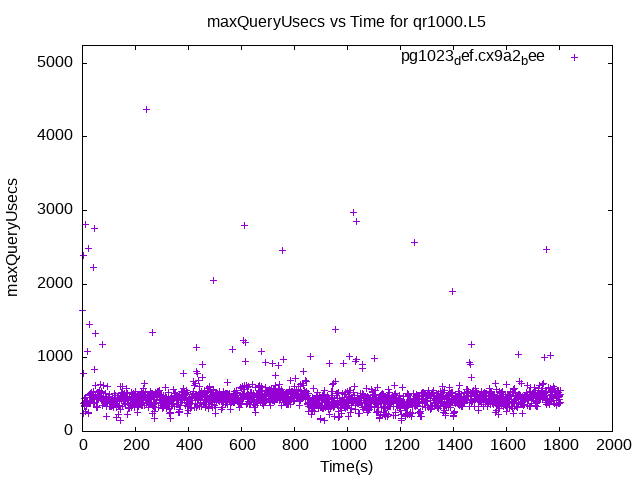 maxQueryUsecs vs Time for qr1000.L5
pg1023def.cx9a2bee
maxQueryUsecs
5000
4000
3000
2000
1000
0
0 200 400 600 800 1000 1200 1400 1600 1800 2000
Time(s)